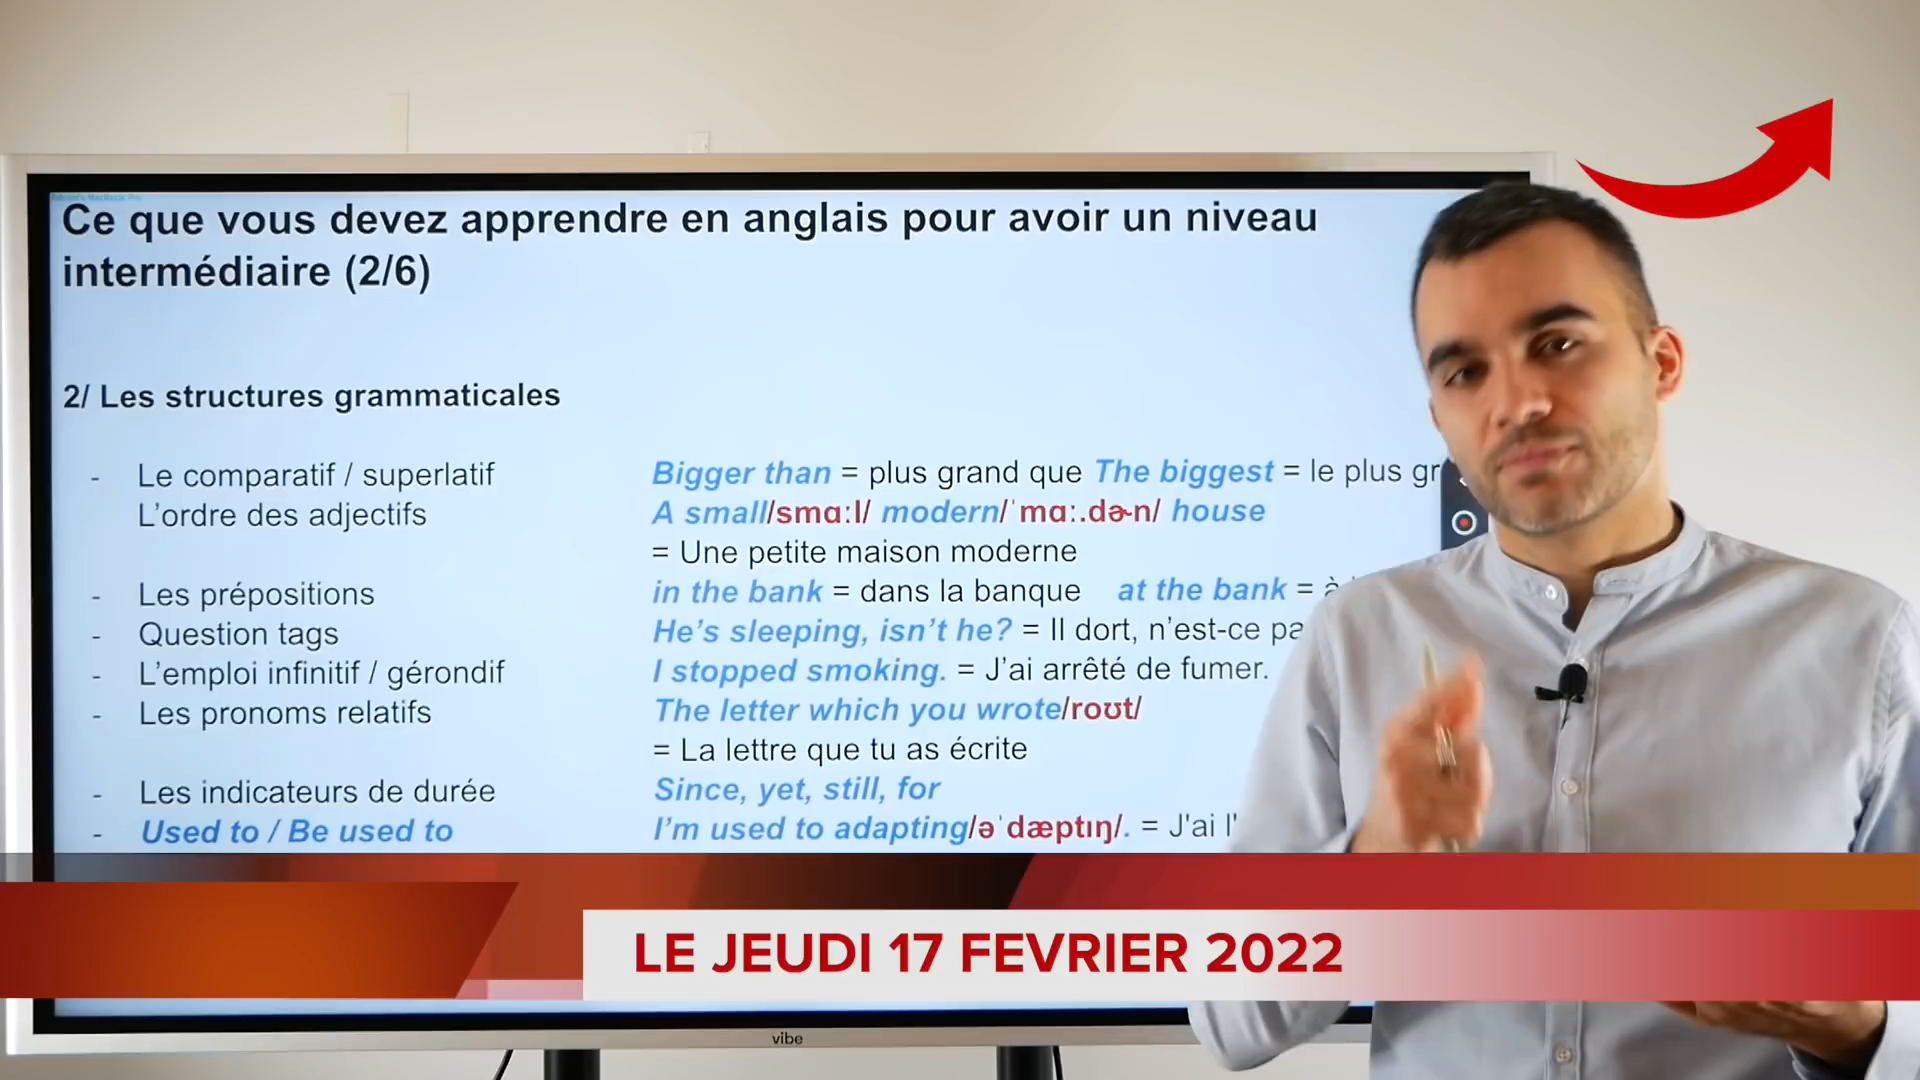 Ce que vous devez apprendre en anglais pour avoir un niveau
intermédiaire (2/6)
2/ Les structures grammaticales
- Le comparatif / superlatif Bigger than = plus grand que The biggest = le plus gr
L'ordre des adjectifs A small/smɑːl/ modern/ˈmɑː.dɚn/ house
= Une petite maison moderne
- Les prépositions in the bank = dans la banque at the bank = à
- Question tags He's sleeping, isn't he? = Il dort, n'est-ce pa
- L'emploi infinitif / gérondif I stopped smoking. = J'ai arrêté de fumer.
- Les pronoms relatifs The letter which you wrote/roʊt/
= La lettre que tu as écrite
- Les indicateurs de durée Since, yet, still, for
- Used to / Be used to I'm used to adapting/əˈdæptɪŋ/. = J'ai l'
LE JEUDI 17 FEVRIER 2022
vibe